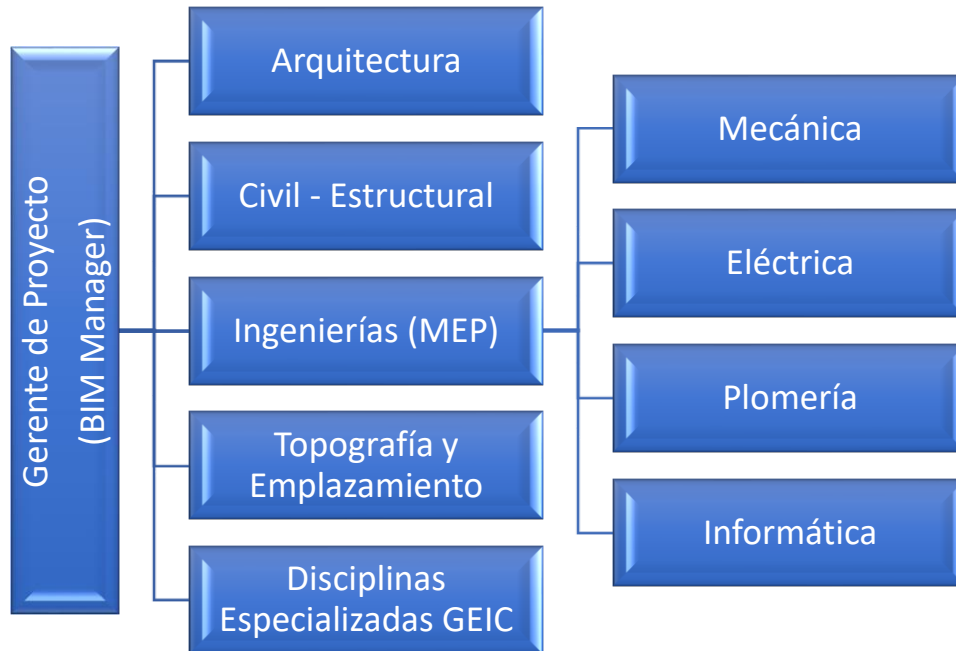 Gerente de Proyecto
(BIM Manager)
Arquitectura
Civil - Estructural
Ingenierías (MEP)
Topografía y
Emplazamiento
Disciplinas
Especializadas GEIC
Mecánica
Eléctrica
Plomería
Informática